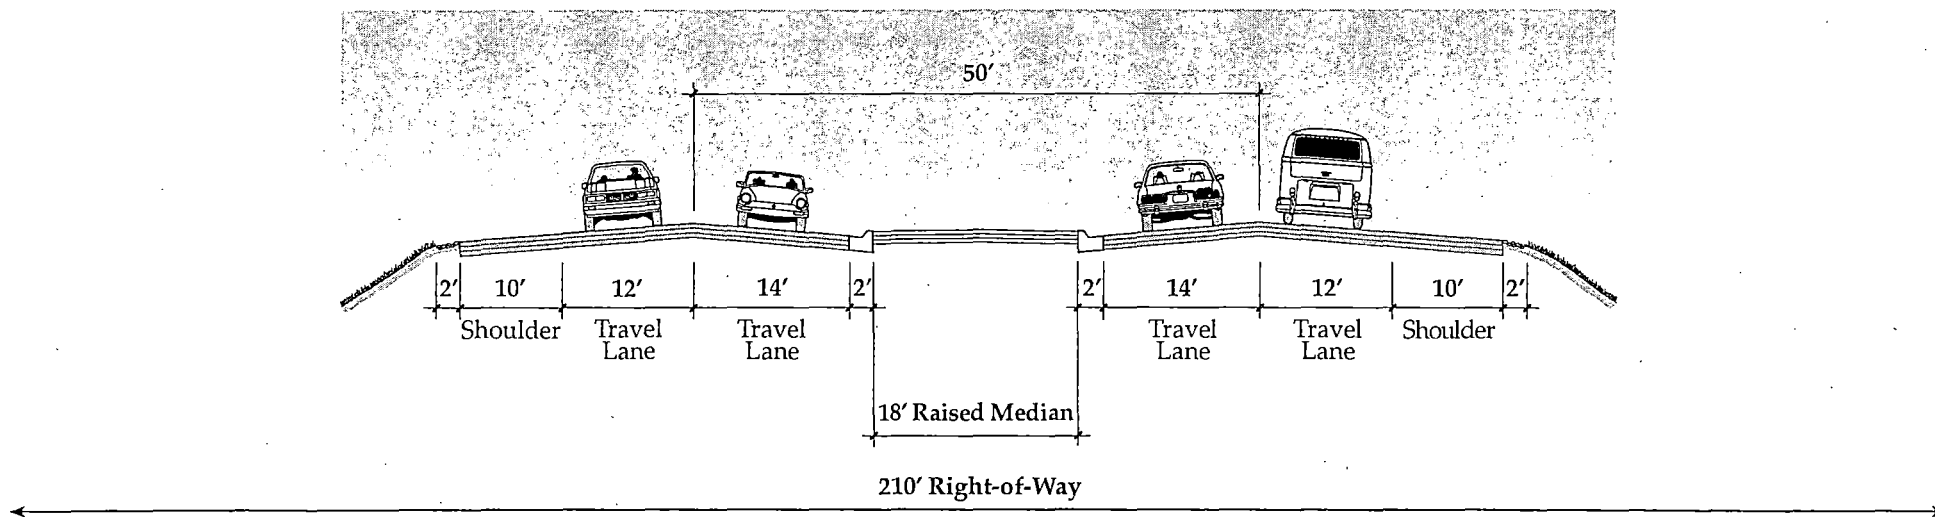 50′
2′ 10′ 12′ 14′ 2′ 2′ 14′ 12′ 10′ 2′
Shoulder Travel Travel Travel Travel Shoulder
Lane Lane Lane Lane
18′ Raised Median
210′ Right-of-Way